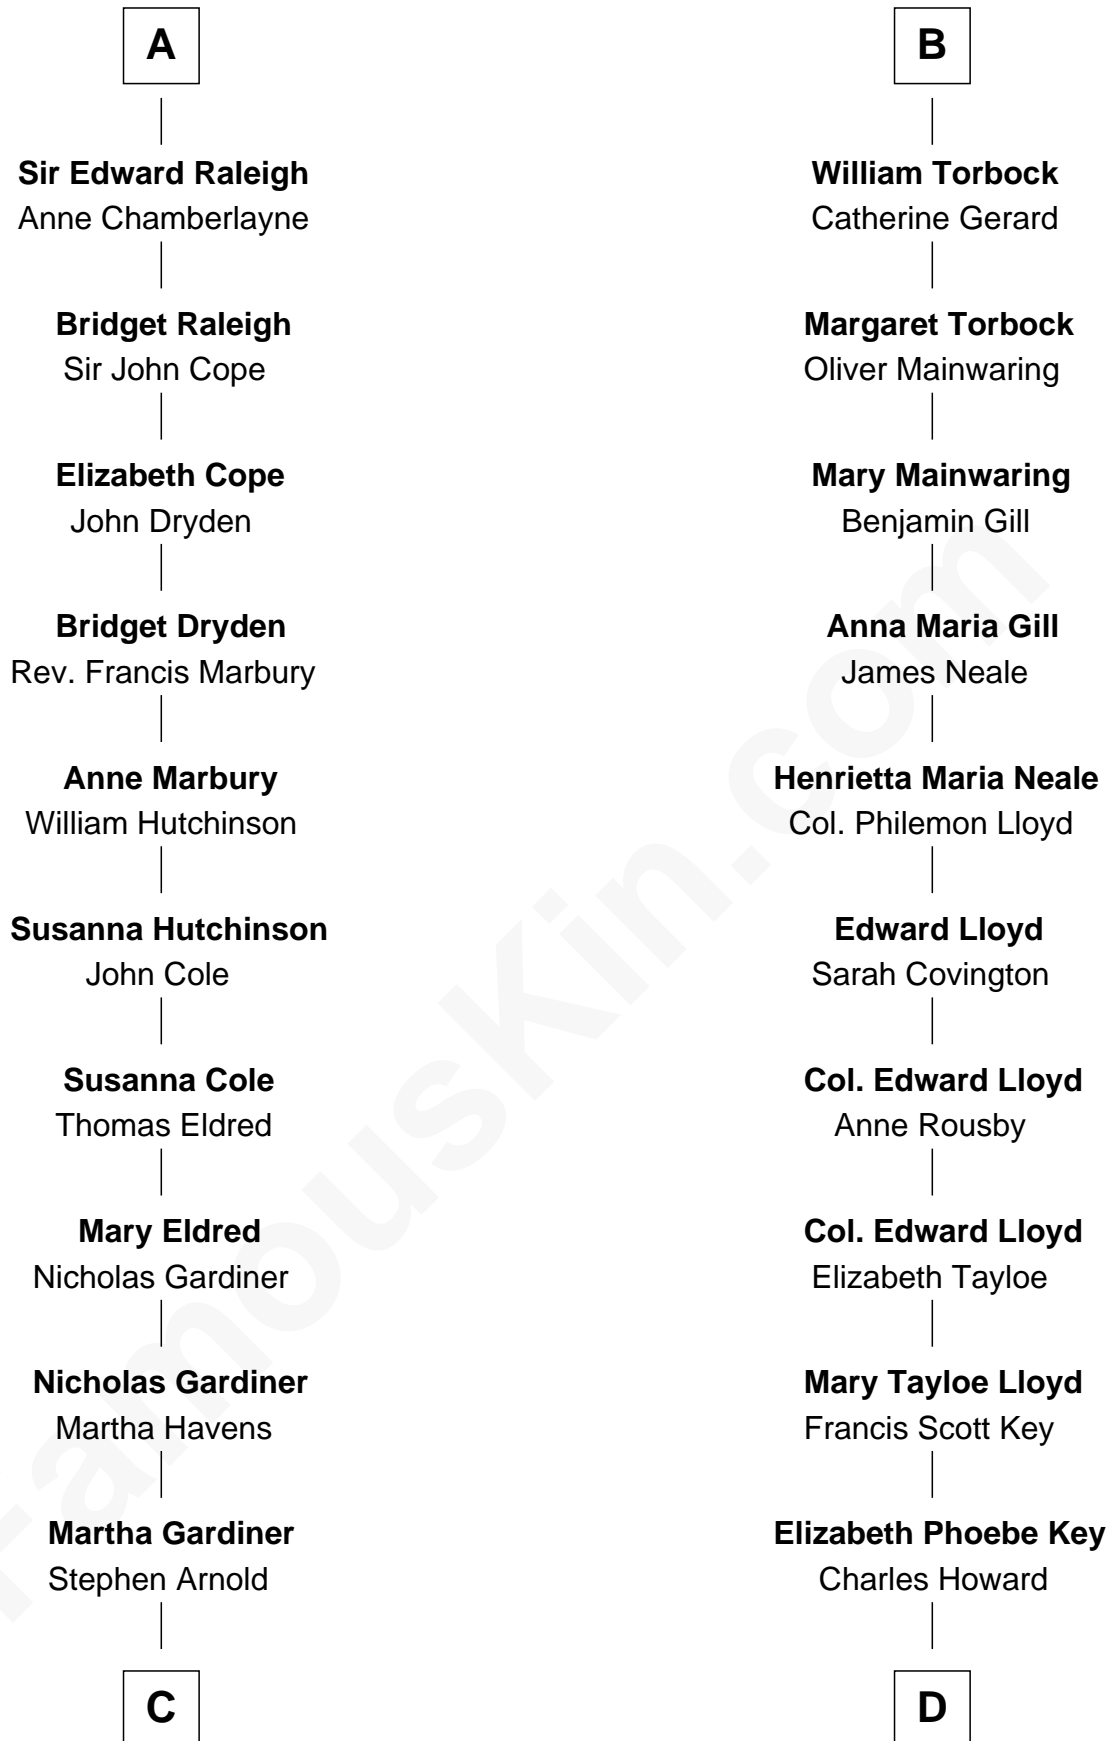 A
Sir Edward Raleigh
Anne Chamberlayne
Bridget Raleigh
Sir John Cope
Elizabeth Cope
John Dryden
Bridget Dryden
Rev. Francis Marbury
Anne Marbury
William Hutchinson
Susanna Hutchinson
John Cole
Susanna Cole
Thomas Eldred
Mary Eldred
Nicholas Gardiner
Nicholas Gardiner
Martha Havens
Martha Gardiner
Stephen Arnold
C
B
William Torbock
Catherine Gerard
Margaret Torbock
Oliver Mainwaring
Mary Mainwaring
Benjamin Gill
Anna Maria Gill
James Neale
Henrietta Maria Neale
Col. Philemon Lloyd
Edward Lloyd
Sarah Covington
Col. Edward Lloyd
Anne Rousby
Col. Edward Lloyd
Elizabeth Tayloe
Mary Tayloe Lloyd
Francis Scott Key
Elizabeth Phoebe Key
Charles Howard
D
FamousKin.com